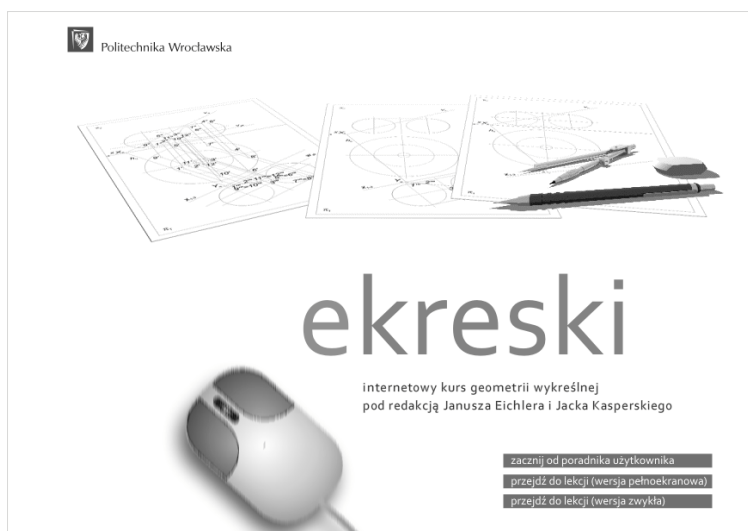 Politechnika Wrocławska
ekreski
internetowy kurs geometrii wykreślnej
pod redakcją Janusza Eichlera i Jacka Kasperskiego
zacznij od poradnika użytkownika
przejdź do lekcji (wersja pełnoekranowa)
przejdź do lekcji (wersja zwykła)